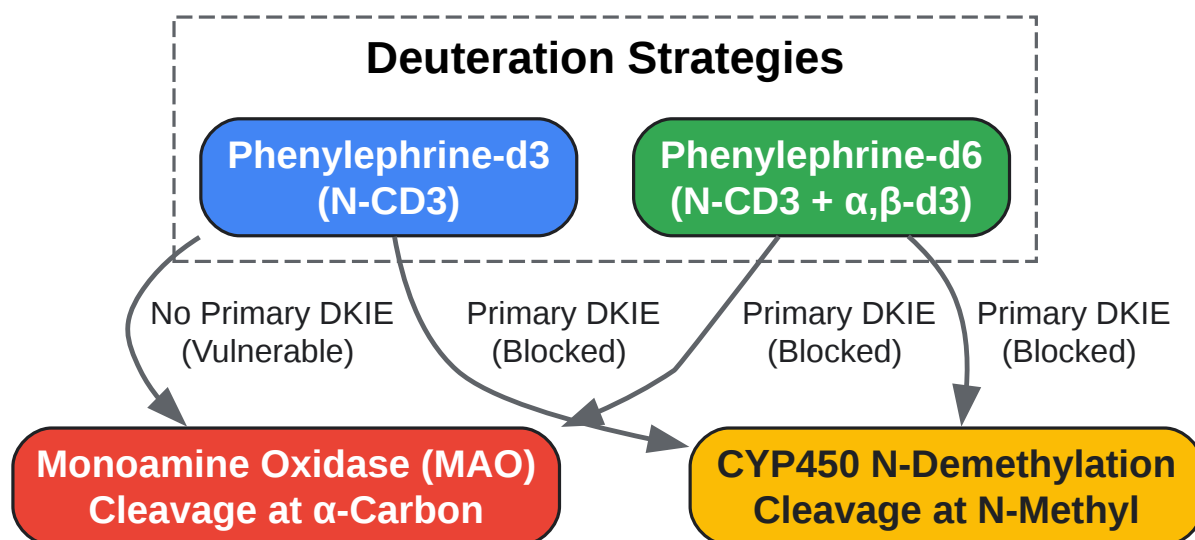 Deuteration Strategies
Phenylephrine-d3
(N-CD3)
Phenylephrine-d6
(N-CD3 + α,β-d3)
No Primary DKIE
(Vulnerable)
Primary DKIE
(Blocked)
Primary DKIE
(Blocked)
Primary DKIE
(Blocked)
Monoamine Oxidase (MAO)
Cleavage at α-Carbon
CYP450 N-Demethylation
Cleavage at N-Methyl